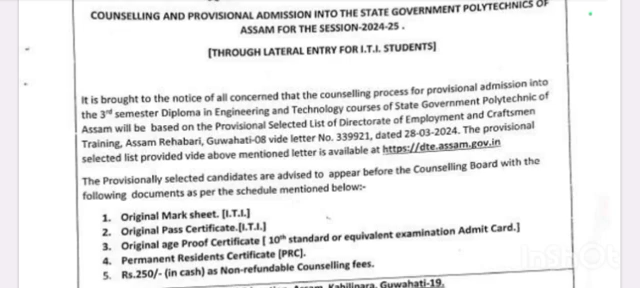 COUNSELLING AND PROVISIONAL ADMISSION INTO THE STATE GOVERNMENT POLYTECHNICS OF
ASSAM FOR THE SESSION-2024-25 .
[THROUGH LATERAL ENTRY FOR I.T.I. STUDENTS]
It is brought to the notice of all concerned that the counselling process for provisional admission into
the 3rd semester Diploma in Engineering and Technology courses of State Government Polytechnic of
Assam will be based on the Provisional Selected List of Directorate of Employment and Craftsmen
Training, Assam Rehabari, Guwahati-08 vide letter No. 339921, dated 28-03-2024. The provisional
selected list provided vide above mentioned letter is available at https://dte.assam.gov.in
The Provisionally selected candidates are advised to appear before the Counselling Board with the
following documents as per the schedule mentioned below:-
1. Original Mark sheet. [I.T.I.]
2. Original Pass Certificate.[I.T.I.]
3. Original age Proof Certificate [ 10th standard or equivalent examination Admit Card.]
4. Permanent Residents Certificate [PRC].
5. Rs.250/- (in cash) as Non-refundable Counselling fees.
Assam, Kahilipara, Guwahati-19,
InShOt